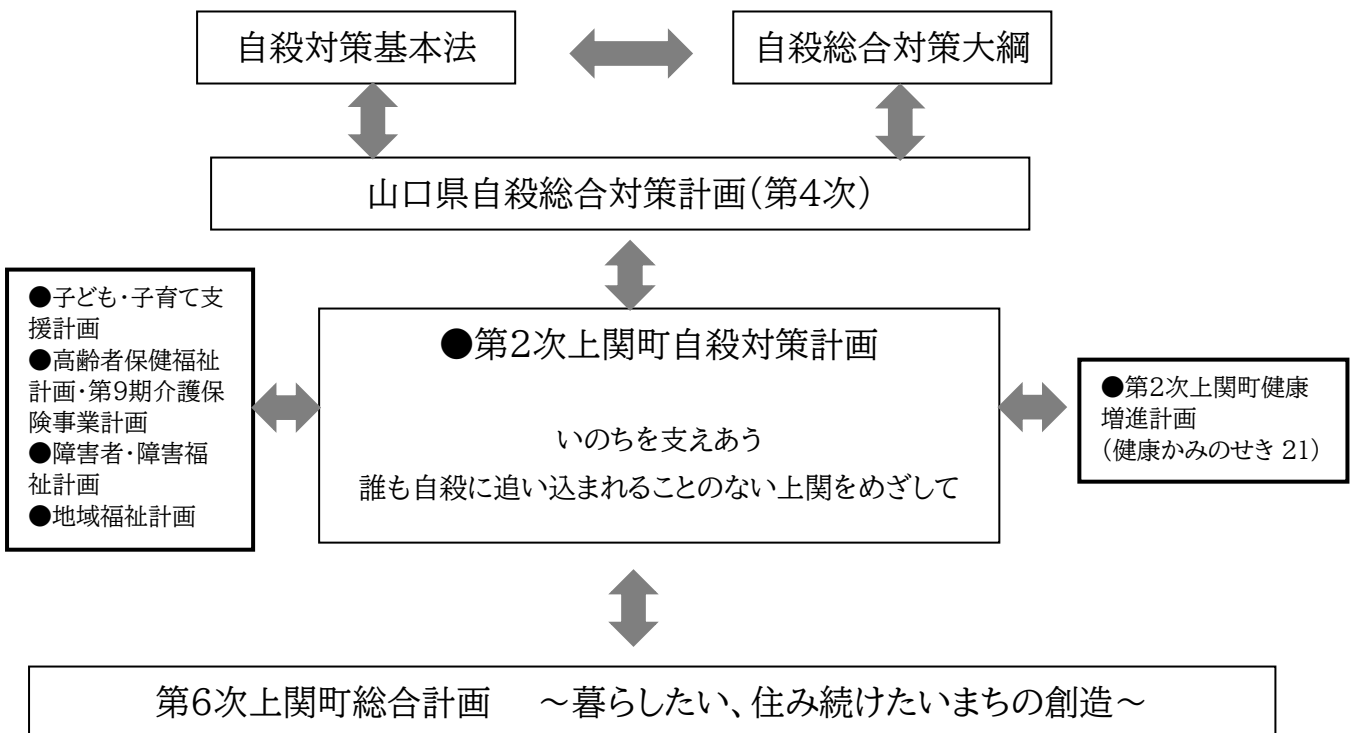 自殺対策基本法
自殺総合対策大綱
山口県自殺総合対策計画(第4次)
●子ども・子育て支
援計画
●高齢者保健福祉
計画・第9期介護保
険事業計画
●障害者・障害福
祉計画
●地域福祉計画
●第2次上関町自殺対策計画
いのちを支えあう
誰も自殺に追い込まれることのない上関をめざして
●第2次上関町健康
増進計画
(健康かみのせき 21)
第6次上関町総合計画　～暮らしたい、住み続けたいまちの創造～